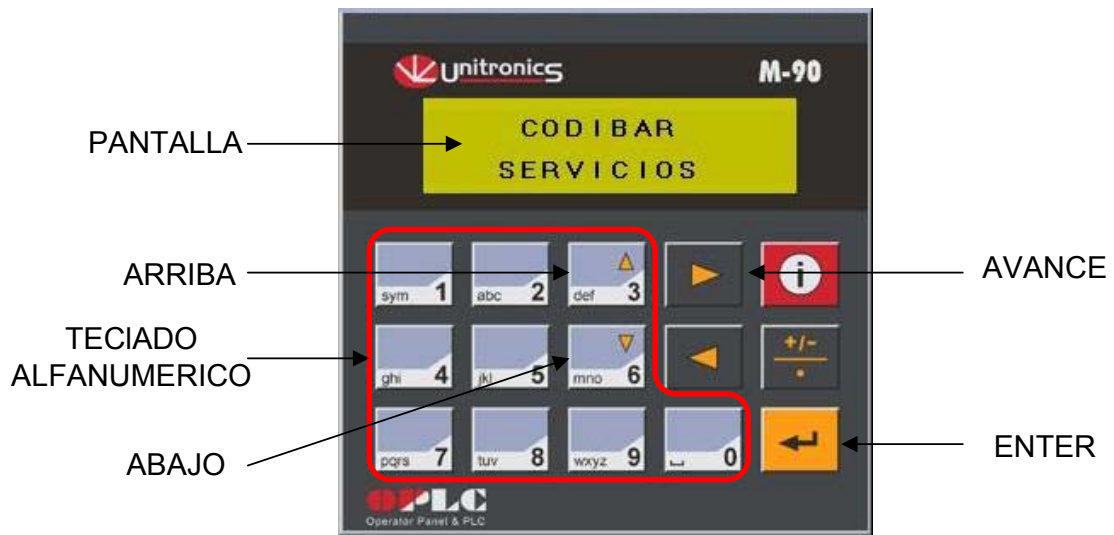 Unitronics
M-90
CODIBAR
SERVICIOS
PANTALLA
ARRIBA
AVANCE
TECIADO
ALFANUMERICO
ABAJO
ENTER
sym 1
abc 2
def 3
i
ghi 4
jkl 5
mno 6
+/-
.
pqrs 7
tuv 8
wxyz 9
⎵ 0
OPLC
Operator Panel & PLC